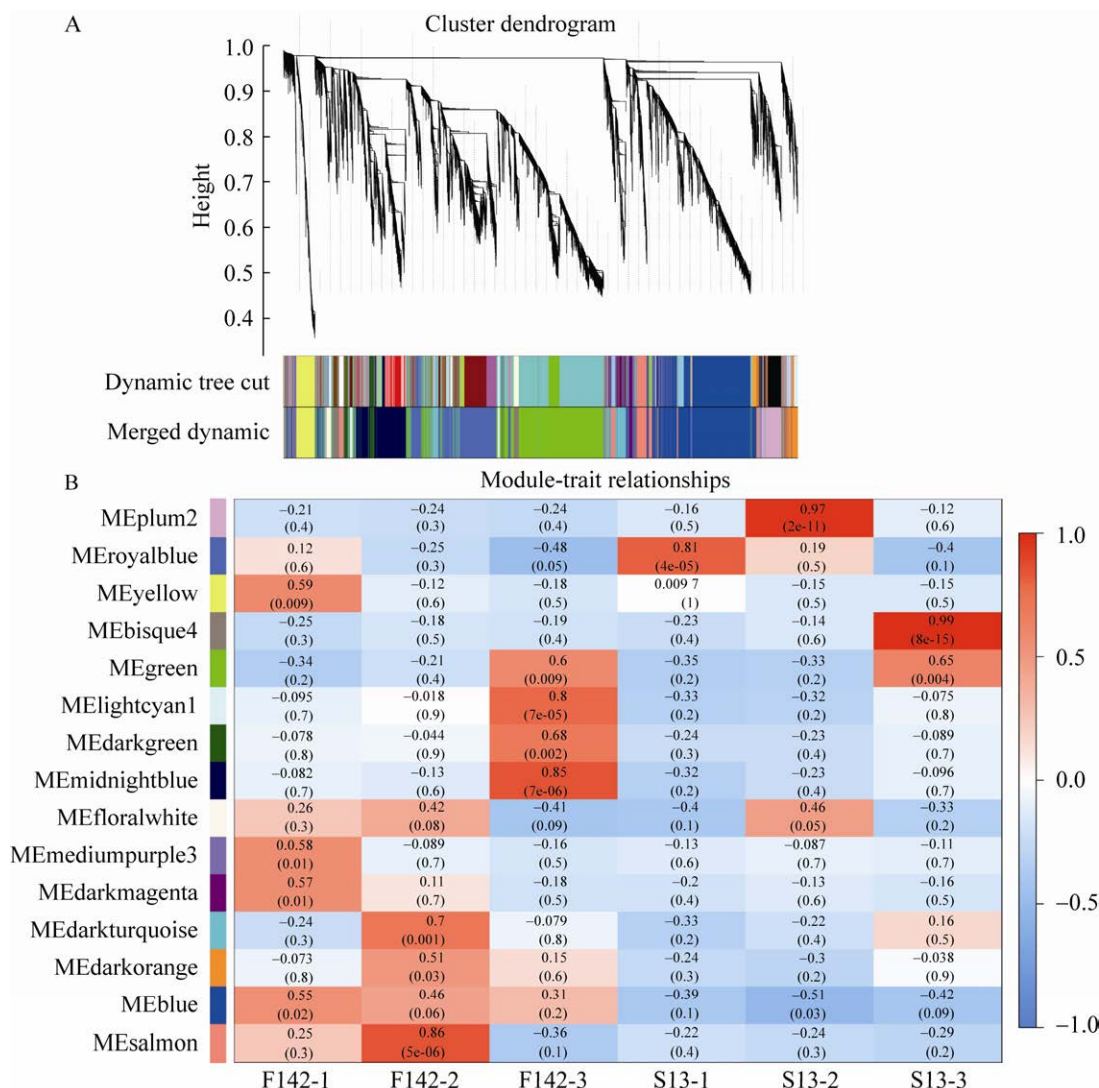 A
Cluster dendrogram
1.0
0.9
0.8
0.7
0.6
0.5
0.4
Height
Dynamic tree cut
Merged dynamic
B
Module-trait relationships
MEplum2
−0.21 −0.24 −0.24 −0.16 0.97 −0.12
(0.4) (0.3) (0.4) (0.5) (2e-11) (0.6)
MEroyalblue
0.12 −0.25 −0.48 0.81 0.19 −0.4
(0.6) (0.3) (0.05) (4e-05) (0.5) (0.1)
MEyellow
0.59 −0.12 −0.18 0.009 7 −0.15 −0.15
(0.009) (0.6) (0.5) (1) (0.5) (0.5)
MEbisque4
−0.25 −0.18 −0.19 −0.23 −0.14 0.99
(0.3) (0.5) (0.4) (0.4) (0.6) (8e-15)
MEgreen
−0.34 −0.21 0.6 −0.35 −0.33 0.65
(0.2) (0.4) (0.009) (0.2) (0.2) (0.004)
MElightcyan1
−0.095 −0.018 0.8 −0.33 −0.32 −0.075
(0.7) (0.9) (7e-05) (0.2) (0.2) (0.8)
MEdarkgreen
−0.078 −0.044 0.68 −0.24 −0.23 −0.089
(0.8) (0.9) (0.002) (0.3) (0.4) (0.7)
MEmidnightblue
−0.082 −0.13 0.85 −0.32 −0.23 −0.096
(0.7) (0.6) (7e-06) (0.2) (0.4) (0.7)
MEfloralwhite
0.26 0.42 −0.41 −0.4 0.46 −0.33
(0.3) (0.08) (0.09) (0.1) (0.05) (0.2)
MEmediumpurple3
0.0.58 −0.089 −0.16 −0.13 −0.087 −0.11
(0.01) (0.7) (0.5) (0.6) (0.7) (0.7)
MEdarkmagenta
0.57 0.11 −0.18 −0.2 −0.13 −0.16
(0.01) (0.7) (0.5) (0.4) (0.6) (0.5)
MEdarkturquoise
−0.24 0.7 −0.079 −0.33 −0.22 0.16
(0.3) (0.001) (0.8) (0.2) (0.4) (0.5)
MEdarkorange
−0.073 0.51 0.15 −0.24 −0.3 −0.038
(0.8) (0.03) (0.6) (0.3) (0.2) (0.9)
MEblue
0.55 0.46 0.31 −0.39 −0.51 −0.42
(0.02) (0.06) (0.2) (0.1) (0.03) (0.09)
MEsalmon
0.25 0.86 −0.36 −0.22 −0.24 −0.29
(0.3) (5e-06) (0.1) (0.4) (0.3) (0.2)
F142-1 F142-2 F142-3 S13-1 S13-2 S13-3
1.0
0.5
0.0
−0.5
−1.0